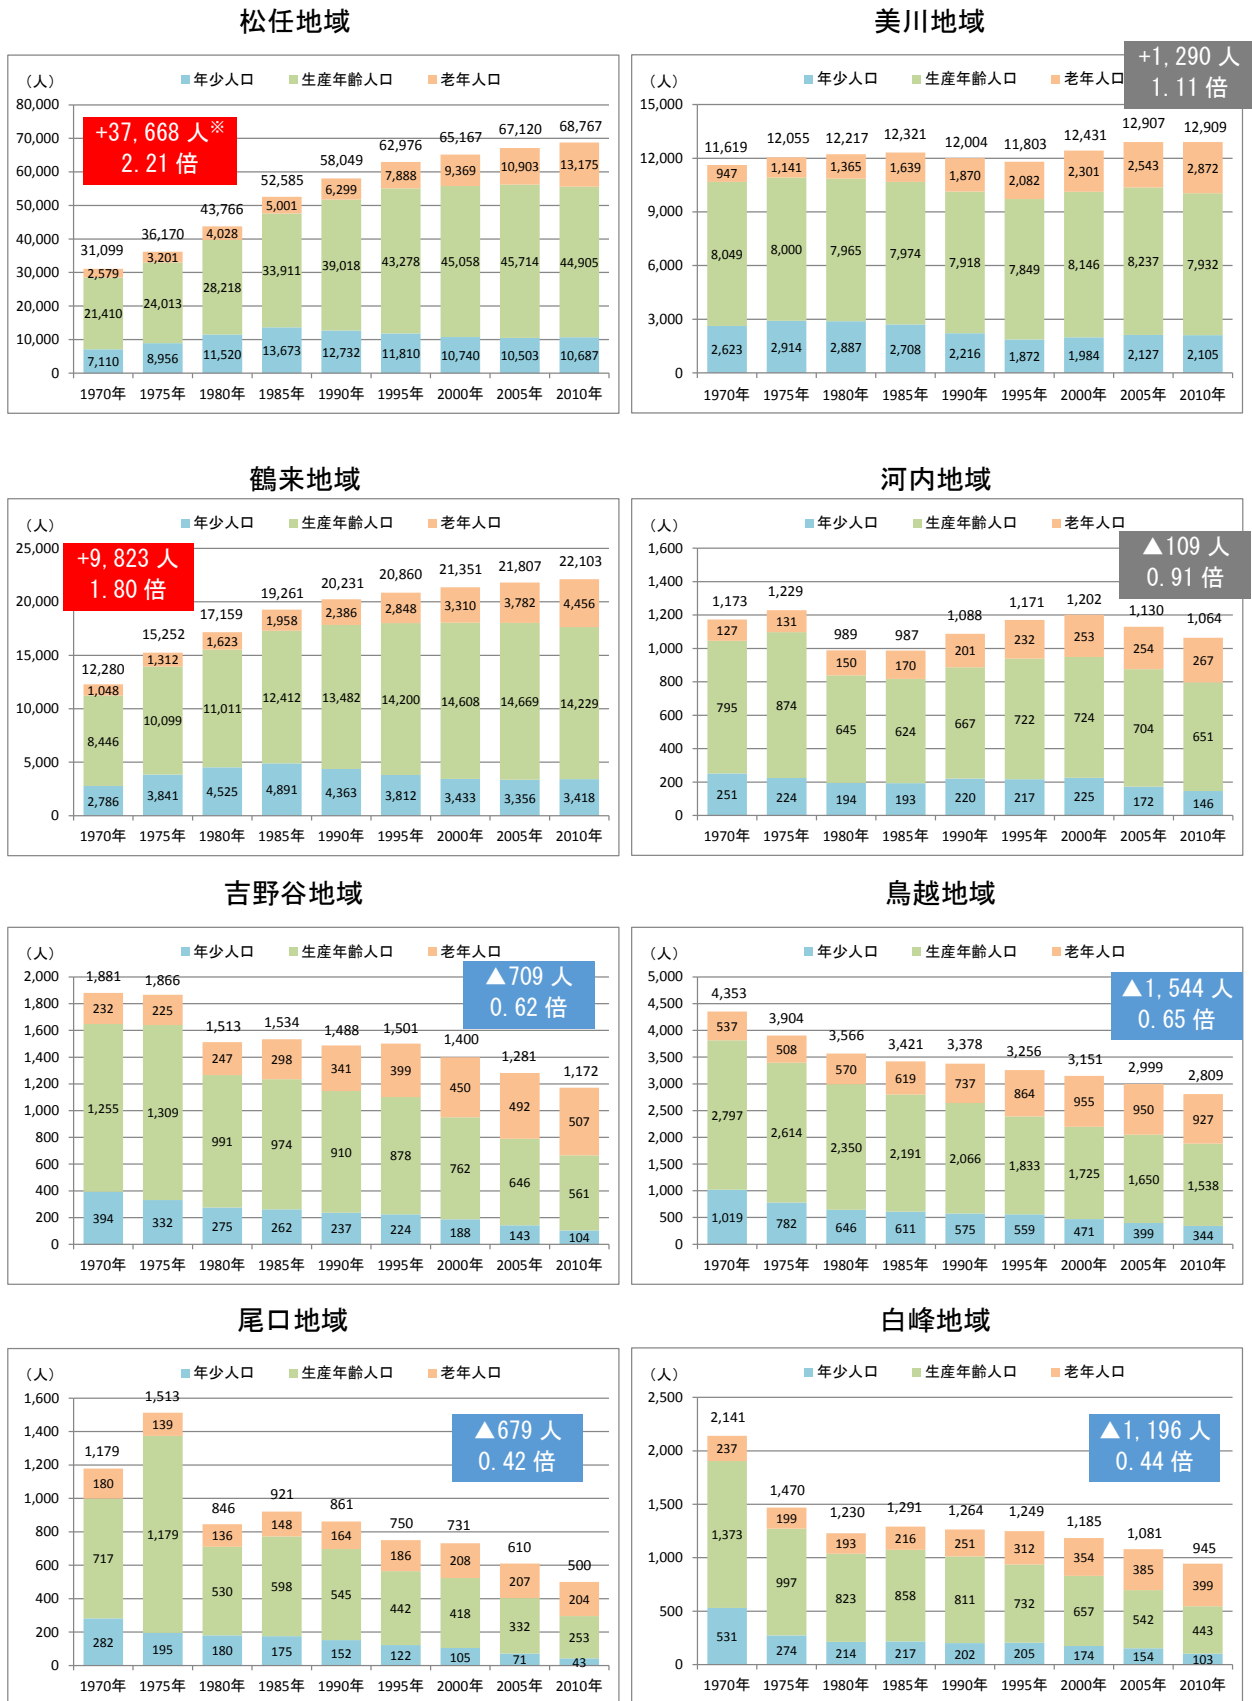 松任地域
（人）
年少人口 生産年齢人口 老年人口
+37,668 人※
2.21 倍
80,000
70,000
60,000
50,000
40,000
30,000
20,000
10,000
0
31,099 36,170 43,766 52,585 58,049 62,976 65,167 67,120 68,767
2,579 3,201 4,028 5,001 6,299 7,888 9,369 10,903 13,175
21,410 24,013 28,218 33,911 39,018 43,278 45,058 45,714 44,905
7,110 8,956 11,520 13,673 12,732 11,810 10,740 10,503 10,687
1970年 1975年 1980年 1985年 1990年 1995年 2000年 2005年 2010年
美川地域
（人）
年少人口 生産年齢人口 老年人口
+1,290 人
1.11 倍
15,000
12,000
9,000
6,000
3,000
0
11,619 12,055 12,217 12,321 12,004 11,803 12,431 12,907 12,909
947 1,141 1,365 1,639 1,870 2,082 2,301 2,543 2,872
8,049 8,000 7,965 7,974 7,918 7,849 8,146 8,237 7,932
2,623 2,914 2,887 2,708 2,216 1,872 1,984 2,127 2,105
1970年 1975年 1980年 1985年 1990年 1995年 2000年 2005年 2010年
鶴来地域
（人）
年少人口 生産年齢人口 老年人口
+9,823 人
1.80 倍
25,000
20,000
15,000
10,000
5,000
0
12,280 15,252 17,159 19,261 20,231 20,860 21,351 21,807 22,103
1,048 1,312 1,623 1,958 2,386 2,848 3,310 3,782 4,456
8,446 10,099 11,011 12,412 13,482 14,200 14,608 14,669 14,229
2,786 3,841 4,525 4,891 4,363 3,812 3,433 3,356 3,418
1970年 1975年 1980年 1985年 1990年 1995年 2000年 2005年 2010年
河内地域
（人）
年少人口 生産年齢人口 老年人口
▲109 人
0.91 倍
1,600
1,400
1,200
1,000
800
600
400
200
0
1,173 1,229 989 987 1,088 1,171 1,202 1,130 1,064
127 131 150 170 201 232 253 254 267
795 874 645 624 667 722 724 704 651
251 224 194 193 220 217 225 172 146
1970年 1975年 1980年 1985年 1990年 1995年 2000年 2005年 2010年
吉野谷地域
（人）
年少人口 生産年齢人口 老年人口
▲709 人
0.62 倍
2,000
1,800
1,600
1,400
1,200
1,000
800
600
400
200
0
1,881 1,866 1,513 1,534 1,488 1,501 1,400 1,281 1,172
232 225 247 298 341 399 450 492 507
1,255 1,309 991 974 910 878 762 646 561
394 332 275 262 237 224 188 143 104
1970年 1975年 1980年 1985年 1990年 1995年 2000年 2005年 2010年
鳥越地域
（人）
年少人口 生産年齢人口 老年人口
▲1,544 人
0.65 倍
5,000
4,500
4,000
3,500
3,000
2,500
2,000
1,500
1,000
500
0
4,353 3,904 3,566 3,421 3,378 3,256 3,151 2,999 2,809
537 508 570 619 737 864 955 950 927
2,797 2,614 2,350 2,191 2,066 1,833 1,725 1,650 1,538
1,019 782 646 611 575 559 471 399 344
1970年 1975年 1980年 1985年 1990年 1995年 2000年 2005年 2010年
尾口地域
（人）
年少人口 生産年齢人口 老年人口
▲679 人
0.42 倍
1,600
1,400
1,200
1,000
800
600
400
200
0
1,179 1,513 846 921 861 750 731 610 500
180 139 136 148 164 186 208 207 204
717 1,179 530 598 545 442 418 332 253
282 195 180 175 152 122 105 71 43
1970年 1975年 1980年 1985年 1990年 1995年 2000年 2005年 2010年
白峰地域
（人）
年少人口 生産年齢人口 老年人口
▲1,196 人
0.44 倍
2,500
2,000
1,500
1,000
500
0
2,141 1,470 1,230 1,291 1,264 1,249 1,185 1,081 945
237 199 193 216 251 312 354 385 399
1,373 997 823 858 811 732 657 542 443
531 274 214 217 202 205 174 154 103
1970年 1975年 1980年 1985年 1990年 1995年 2000年 2005年 2010年